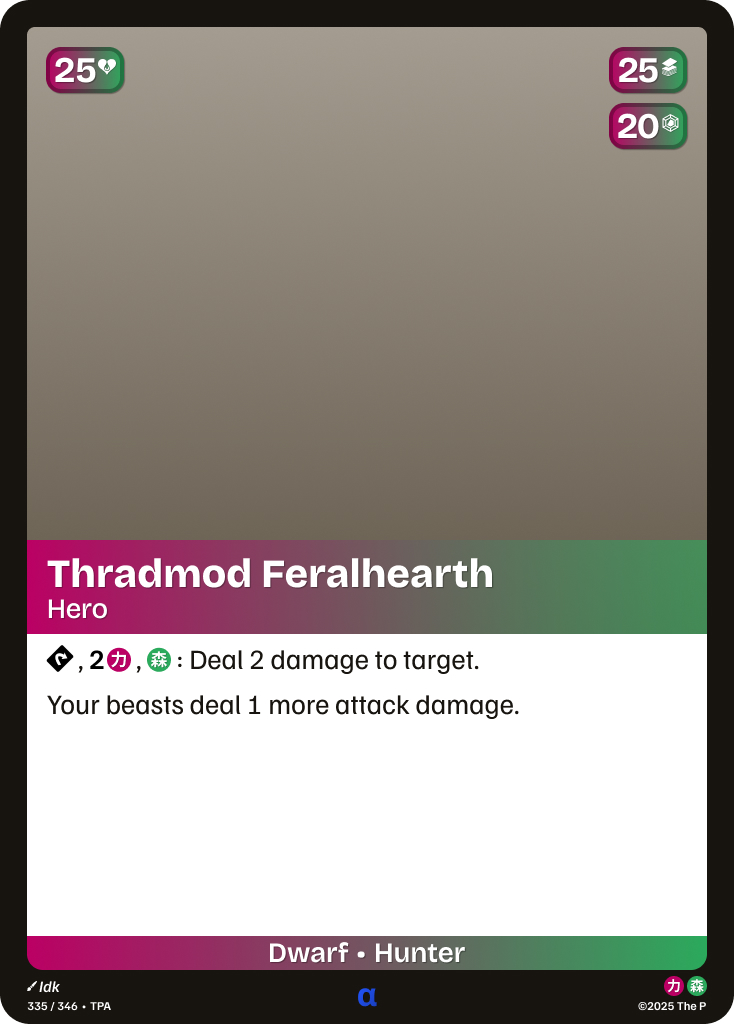 25
25
20
Thradmod Feralhearth
Hero
, 2力, 森 : Deal 2 damage to target.
Your beasts deal 1 more attack damage.
Dwarf • Hunter
Idk
335 / 346 • TPA
α
力 森
©2025 The P